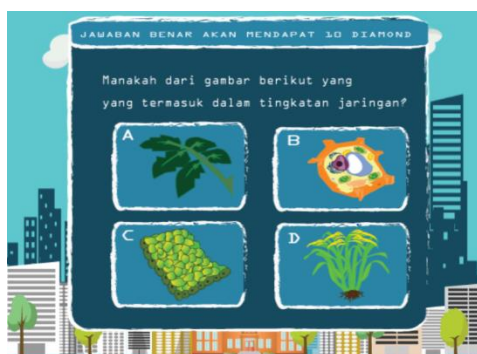 JAWABAN BENAR AKAN MENDAPAT 10 DIAMOND
Manakah dari gambar berikut yang
yang termasuk dalam tingkatan jaringan?
A
B
C
D